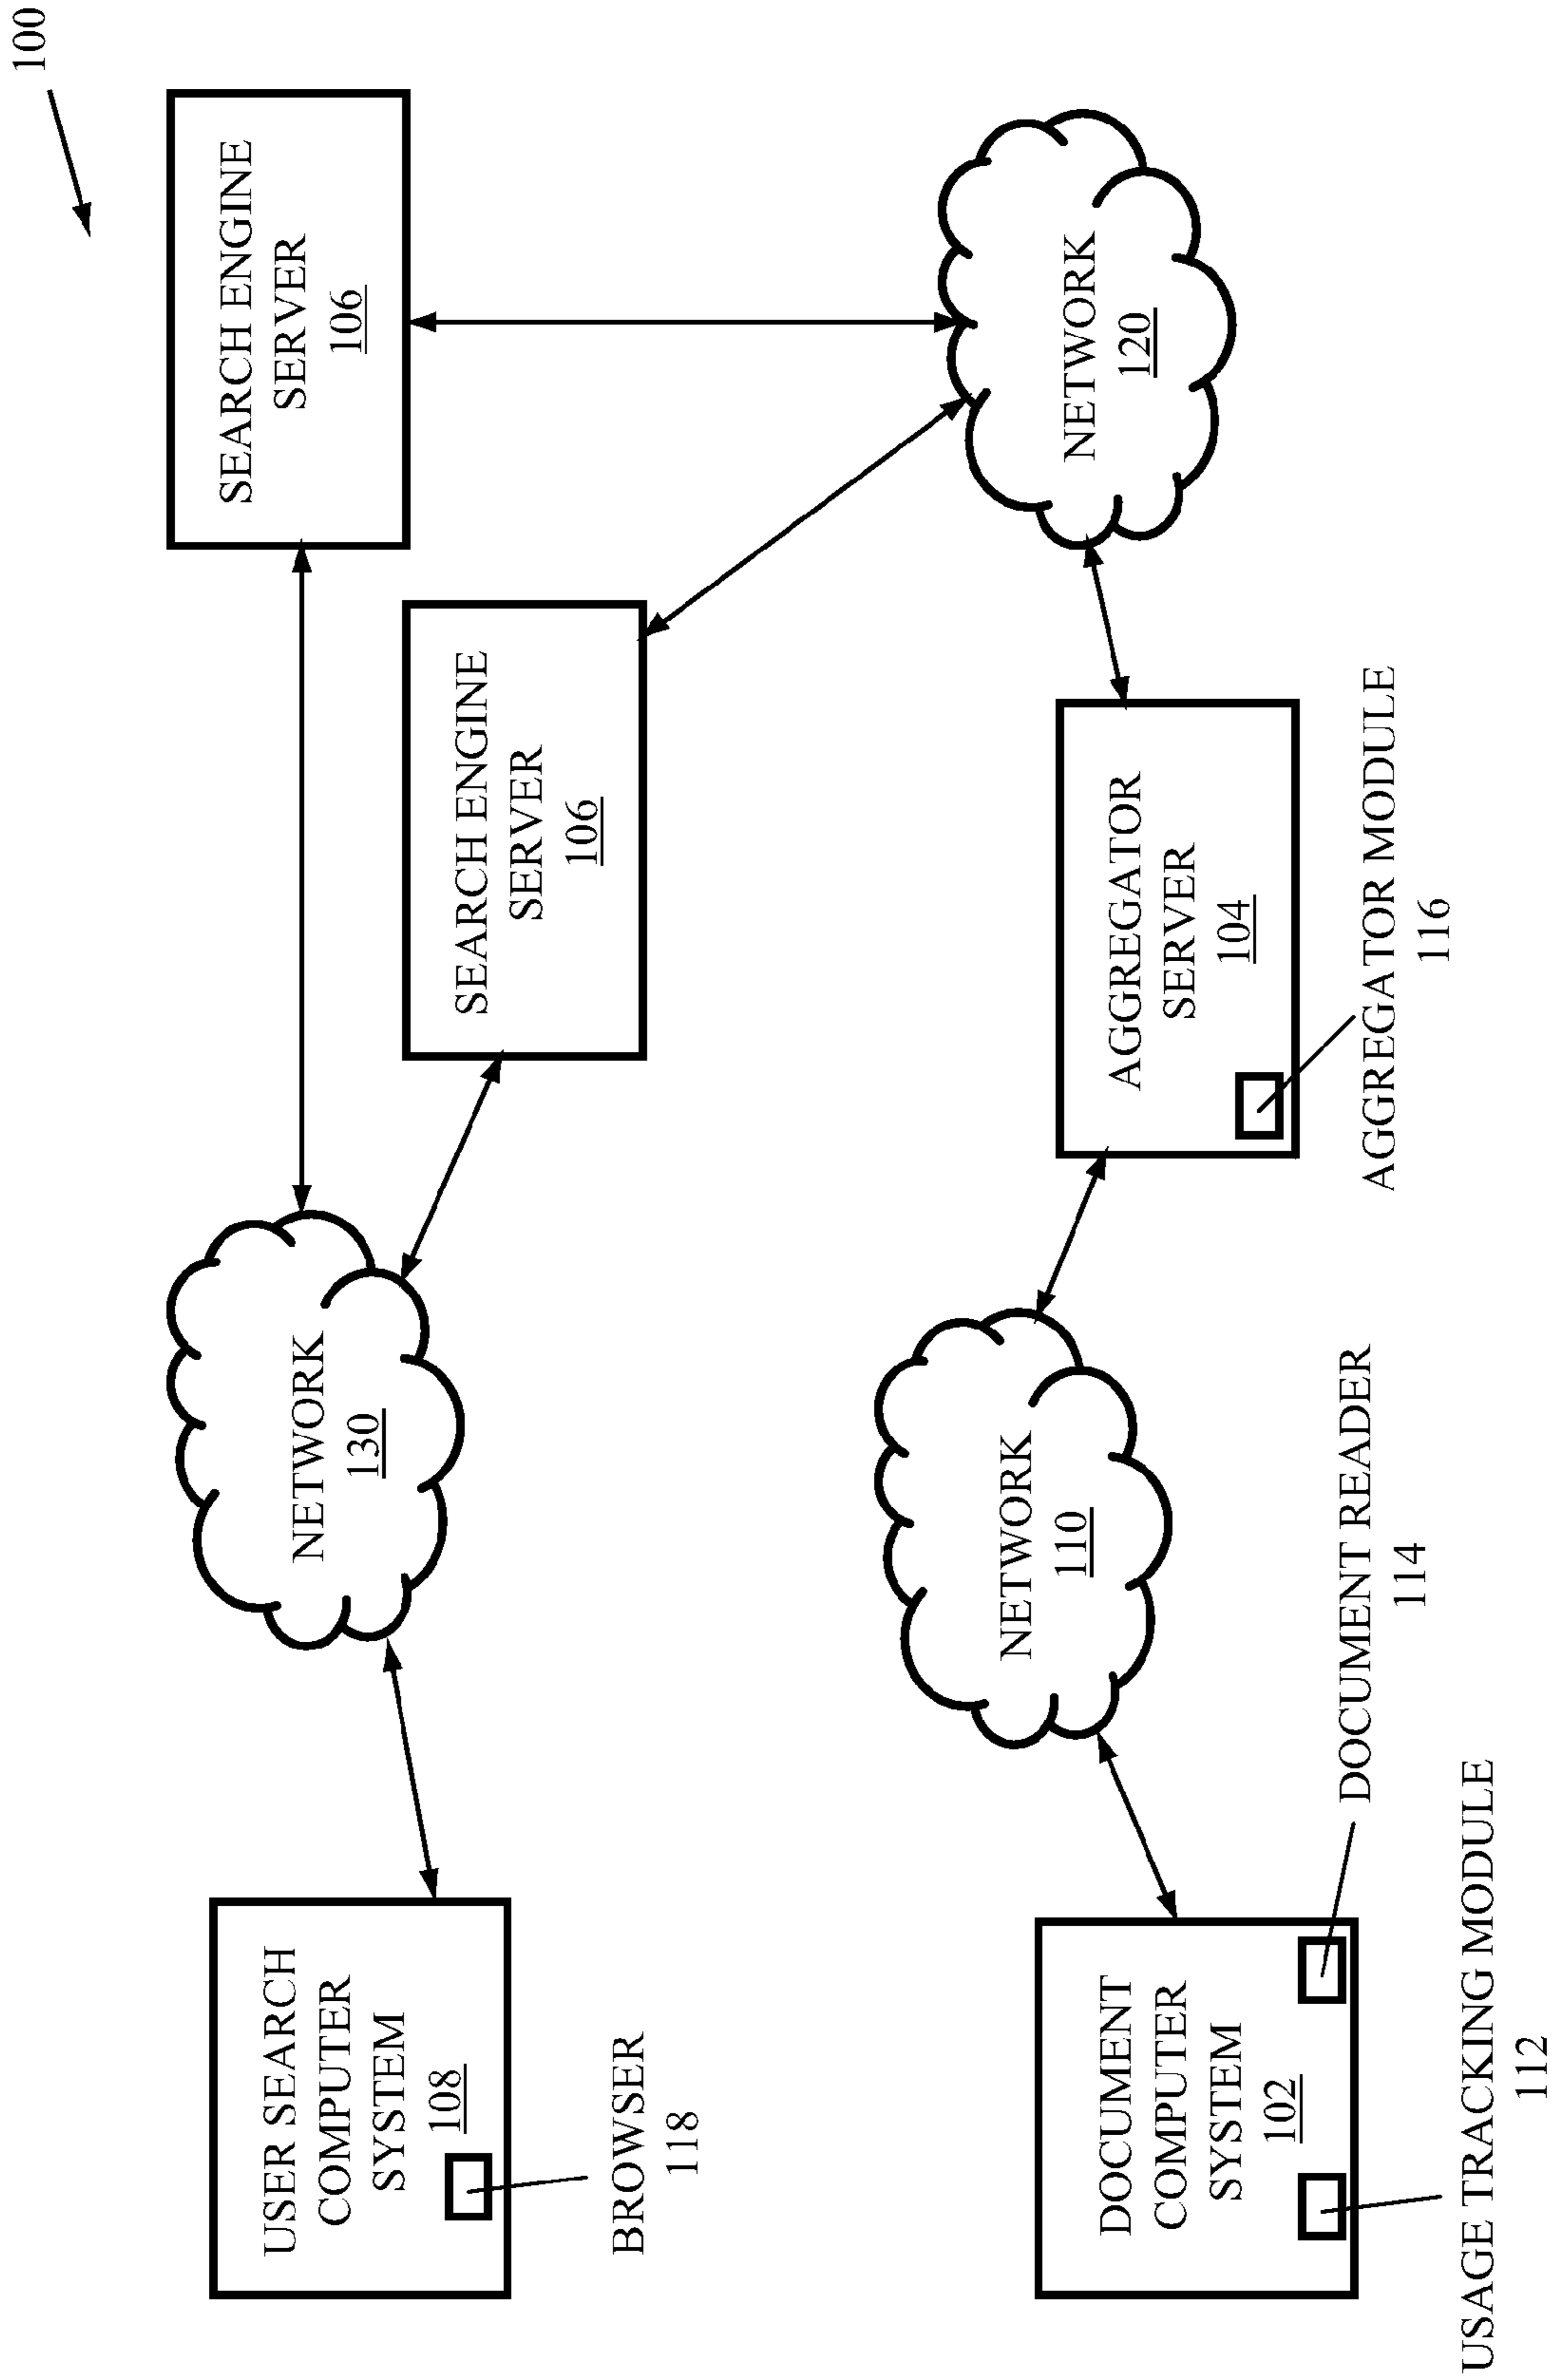 100
SEARCH ENGINE
SERVER
106
SEARCH ENGINE
SERVER
106
NETWORK
130
USER SEARCH
COMPUTER
SYSTEM
108
BROWSER
118
NETWORK
120
AGGREGATOR
SERVER
104
AGGREGATOR MODULE
116
NETWORK
110
DOCUMENT
COMPUTER
SYSTEM
102
DOCUMENT READER
114
USAGE TRACKING MODULE
112